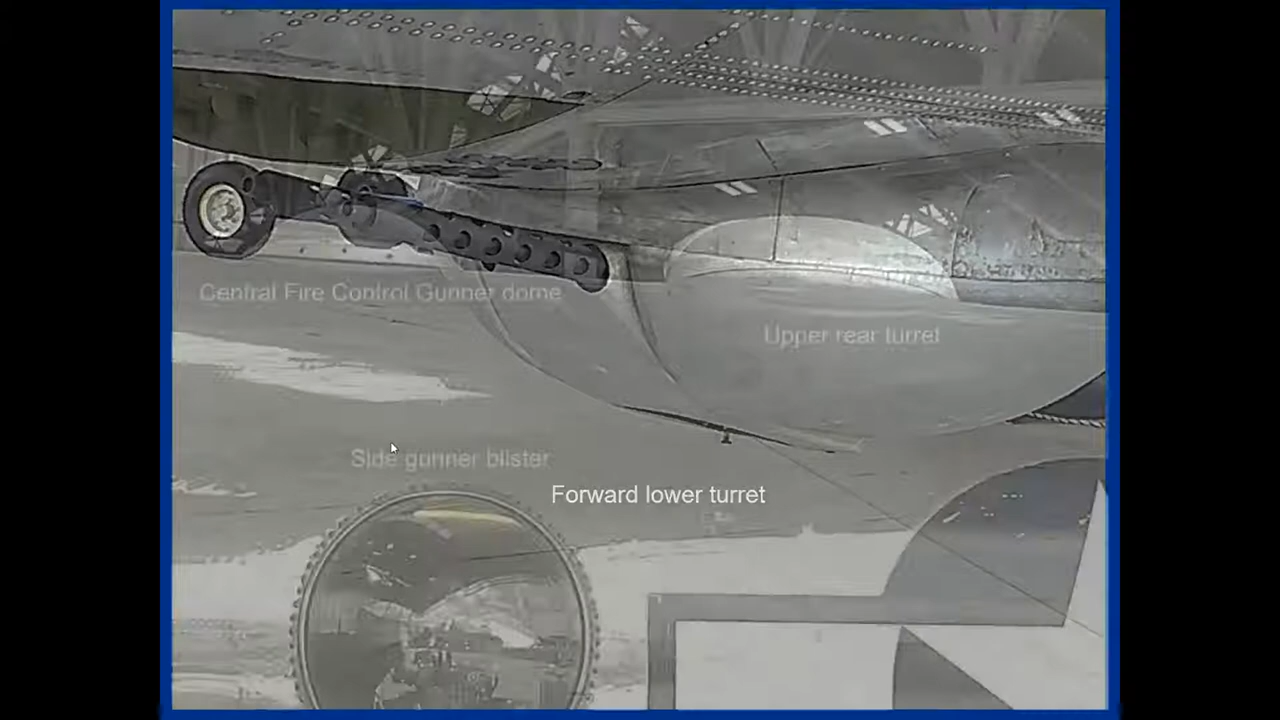 Central Fire Control Gunner dome
Upper rear turret
Side gunner blister
Forward lower turret